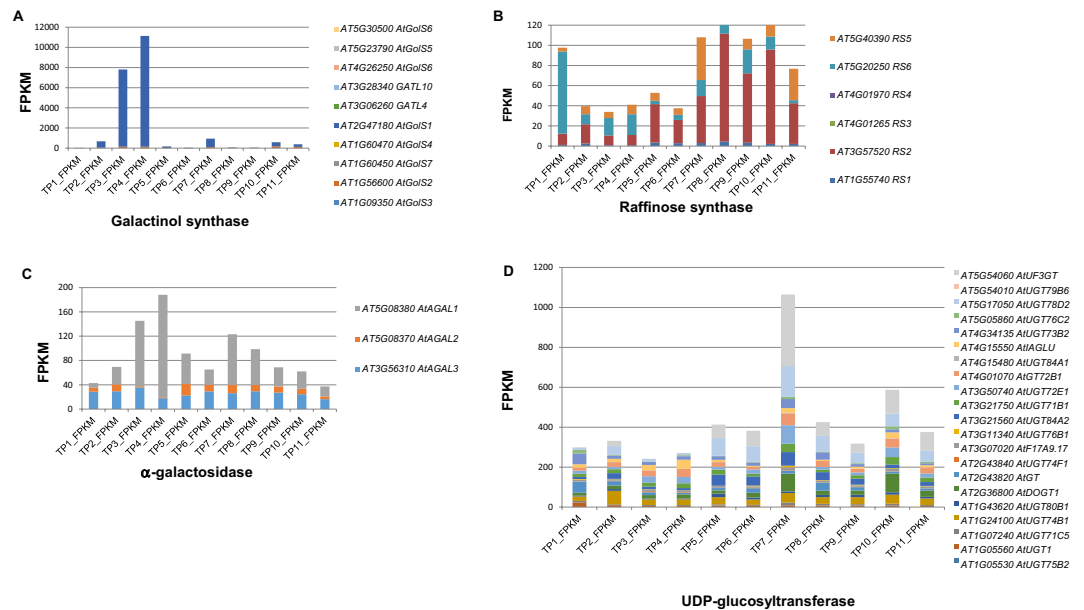 A
12000
10000
8000
6000
4000
2000
0
FPKM
TP1_FPKM
TP2_FPKM
TP3_FPKM
TP4_FPKM
TP5_FPKM
TP6_FPKM
TP7_FPKM
TP8_FPKM
TP9_FPKM
TP10_FPKM
TP11_FPKM
Galactinol synthase
AT5G30500 AtGolS6
AT5G23790 AtGolS5
AT4G26250 AtGolS6
AT3G28340 GATL10
AT3G06260 GATL4
AT2G47180 AtGolS1
AT1G60470 AtGolS4
AT1G60450 AtGolS7
AT1G56600 AtGolS2
AT1G09350 AtGolS3
B
120
100
80
60
40
20
0
FPKM
TP1_FPKM
TP2_FPKM
TP3_FPKM
TP4_FPKM
TP5_FPKM
TP6_FPKM
TP7_FPKM
TP8_FPKM
TP9_FPKM
TP10_FPKM
TP11_FPKM
Raffinose synthase
AT5G40390 RS5
AT5G20250 RS6
AT4G01970 RS4
AT4G01265 RS3
AT3G57520 RS2
AT1G55740 RS1
C
200
160
120
80
40
0
FPKM
TP1_FPKM
TP2_FPKM
TP3_FPKM
TP4_FPKM
TP5_FPKM
TP6_FPKM
TP7_FPKM
TP8_FPKM
TP9_FPKM
TP10_FPKM
TP11_FPKM
α-galactosidase
AT5G08380 AtAGAL1
AT5G08370 AtAGAL2
AT3G56310 AtAGAL3
D
1200
1000
800
600
400
200
0
FPKM
TP1_FPKM
TP2_FPKM
TP3_FPKM
TP4_FPKM
TP5_FPKM
TP6_FPKM
TP7_FPKM
TP8_FPKM
TP9_FPKM
TP10_FPKM
TP11_FPKM
UDP-glucosyltransferase
AT5G54060 AtUF3GT
AT5G54010 AtUGT79B6
AT5G17050 AtUGT78D2
AT5G05860 AtUGT76C2
AT4G34135 AtUGT73B2
AT4G15550 AtIAGLU
AT4G15480 AtUGT84A1
AT4G01070 AtGT72B1
AT3G50740 AtUGT72E1
AT3G21750 AtUGT71B1
AT3G21560 AtUGT84A2
AT3G11340 AtUGT76B1
AT3G07020 AtF17A9.17
AT2G43840 AtUGT74F1
AT2G43820 AtGT
AT2G36800 AtDOGT1
AT1G43620 AtUGT80B1
AT1G24100 AtUGT74B1
AT1G07240 AtUGT71C5
AT1G05560 AtUGT1
AT1G05530 AtUGT75B2